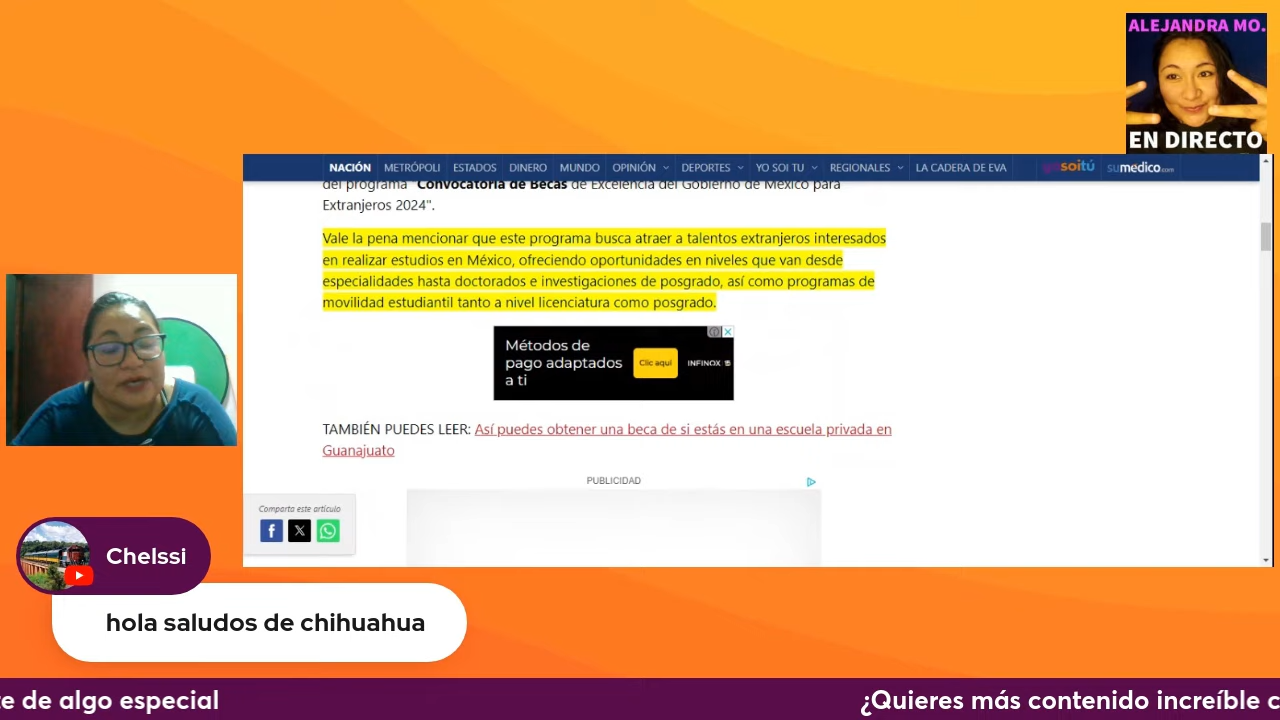 ALEJANDRA MO.
EN DIRECTO
NACIÓN METRÓPOLI ESTADOS DINERO MUNDO OPINIÓN DEPORTES YO SOI TU REGIONALES LA CADERA DE EVA yosoitú sumédico.com
del programa "Convocatoria de Becas de Excelencia del Gobierno de México para
Extranjeros 2024".
Vale la pena mencionar que este programa busca atraer a talentos extranjeros interesados
en realizar estudios en México, ofreciendo oportunidades en niveles que van desde
especialidades hasta doctorados e investigaciones de posgrado, así como programas de
movilidad estudiantil tanto a nivel licenciatura como posgrado.
Métodos de
pago adaptados
a ti
Clic aquí
INFINOX
TAMBIÉN PUEDES LEER: Así puedes obtener una beca de si estás en una escuela privada en
Guanajuato
PUBLICIDAD
Comparta este artículo
Chelssi
hola saludos de chihuahua
te de algo especial
¿Quieres más contenido increíble c